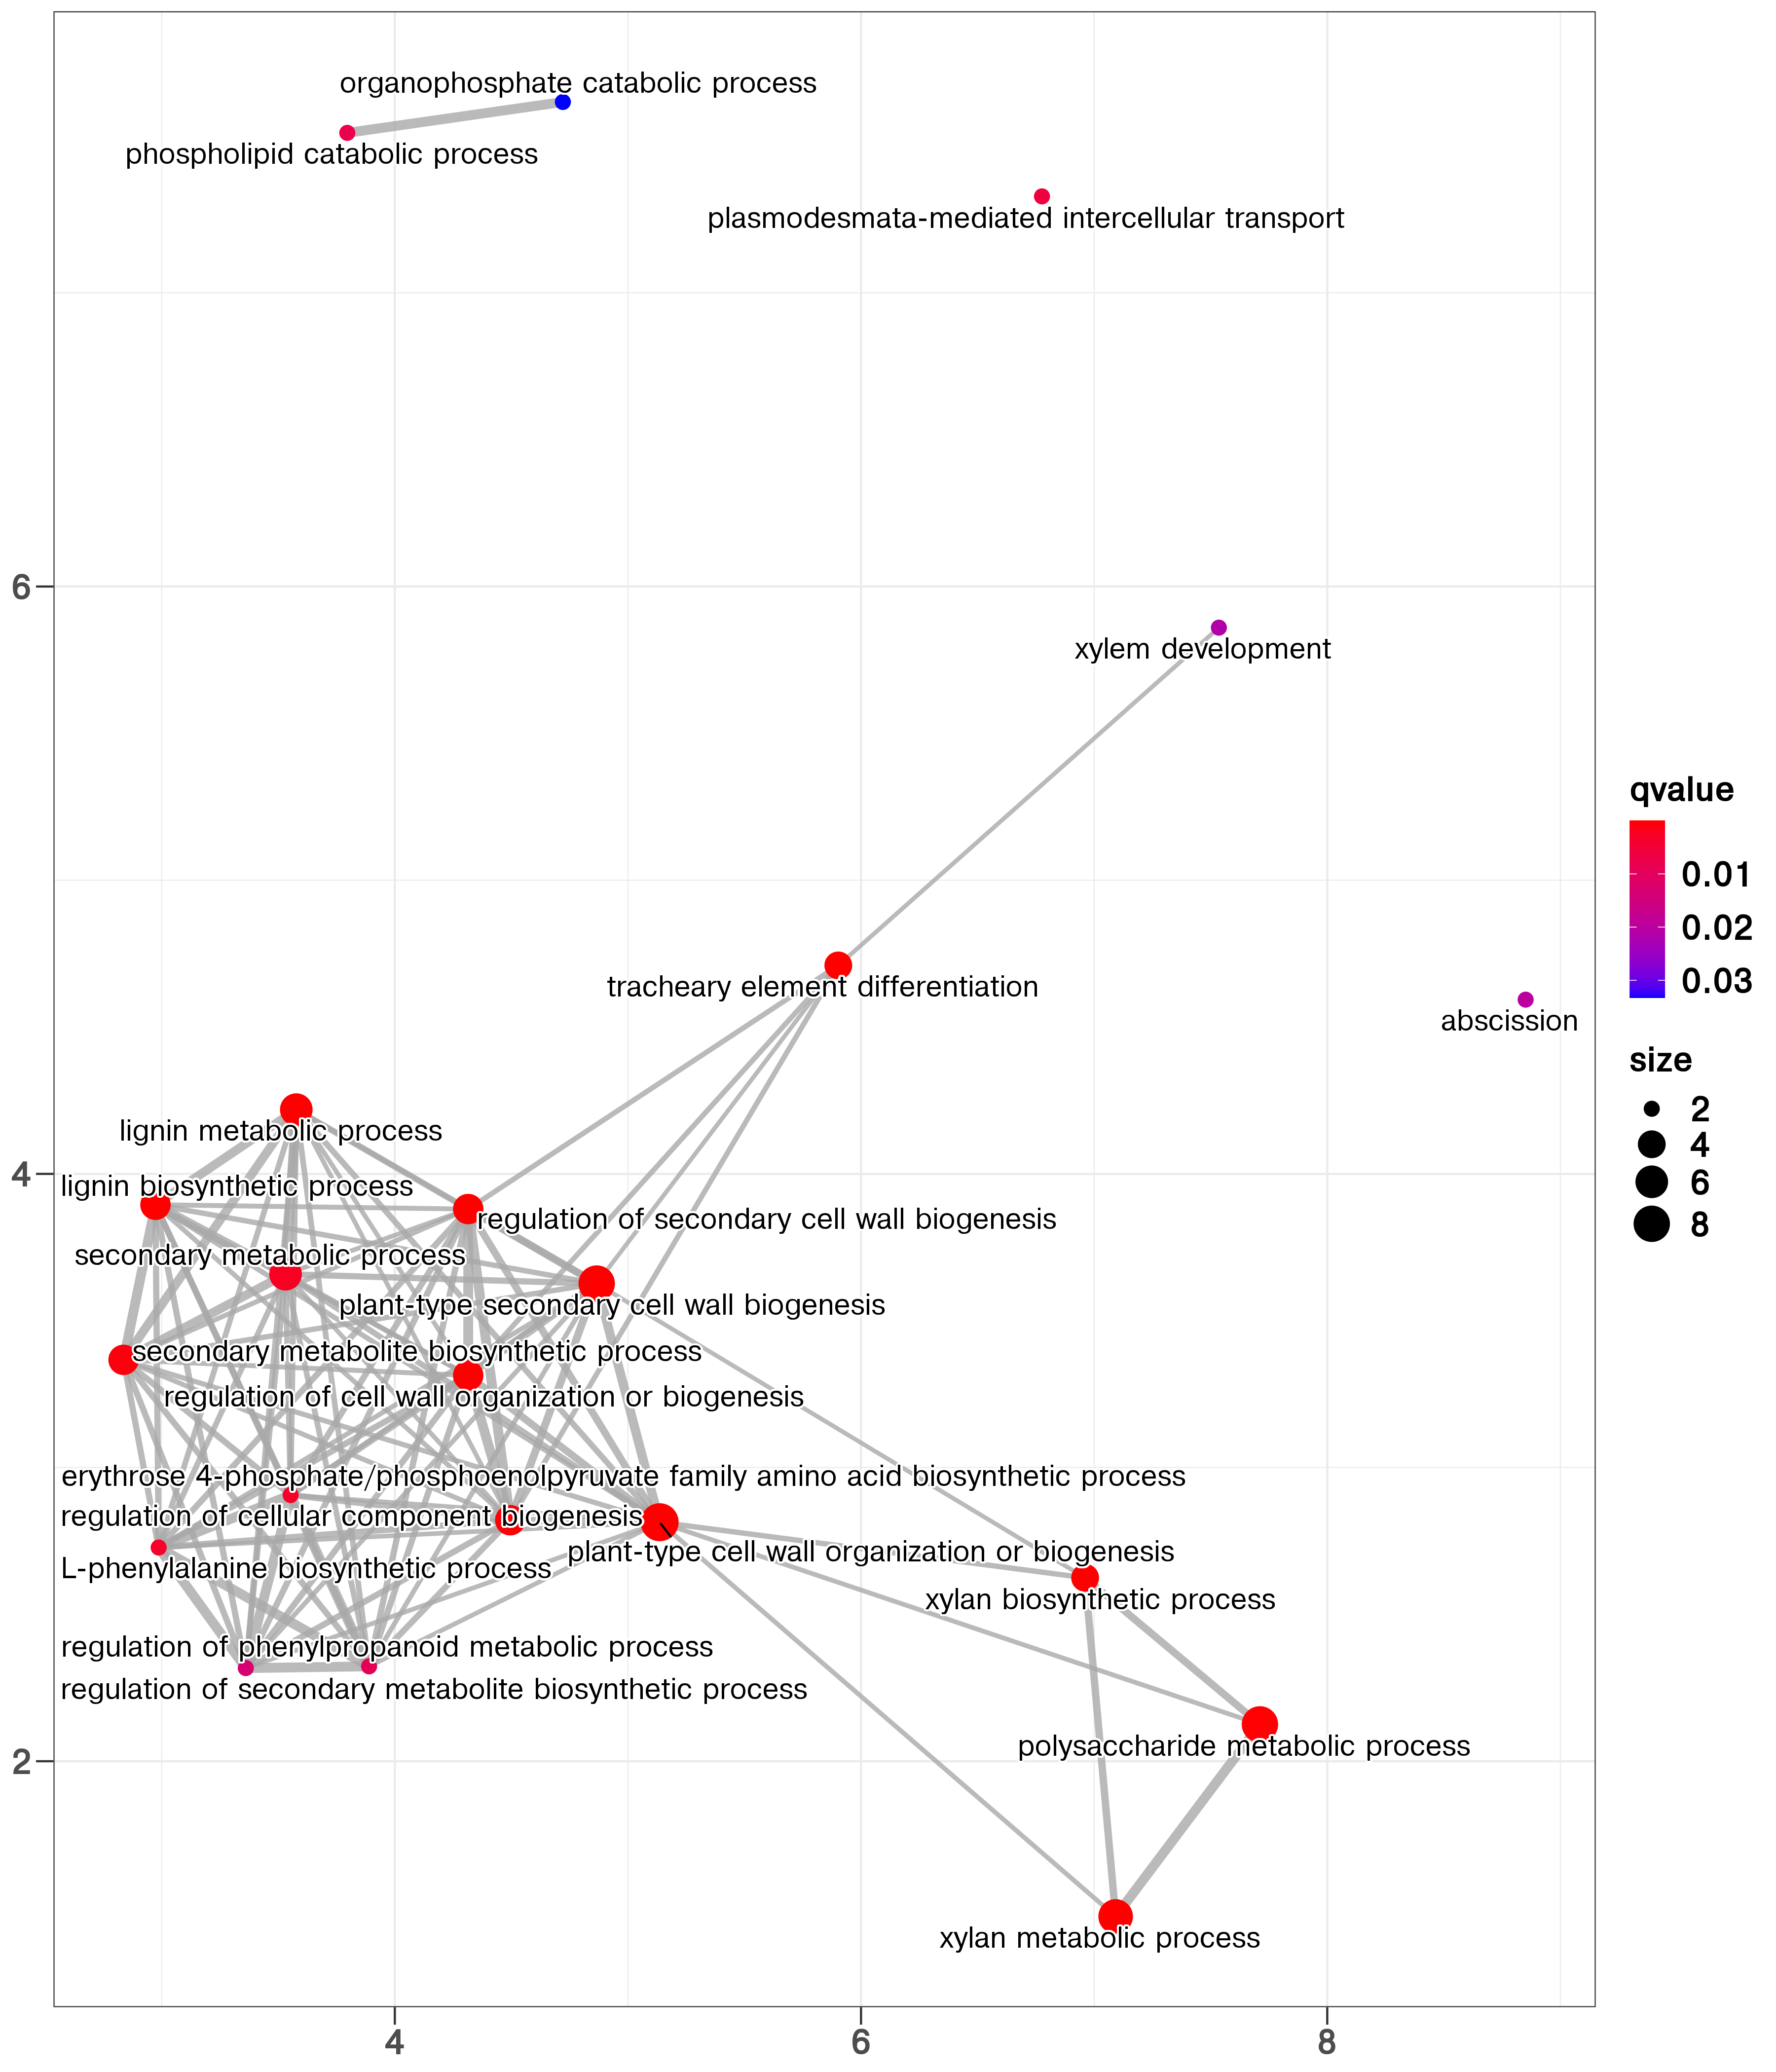 organophosphate catabolic process
phospholipid catabolic process
plasmodesmata-mediated intercellular transport
6
xylem development
qvalue
0.01
0.02
0.03
tracheary element differentiation
abscission
size
2
4
6
8
lignin metabolic process
4
lignin biosynthetic process
regulation of secondary cell wall biogenesis
secondary metabolic process
plant-type secondary cell wall biogenesis
secondary metabolite biosynthetic process
regulation of cell wall organization or biogenesis
erythrose 4-phosphate/phosphoenolpyruvate family amino acid biosynthetic process
regulation of cellular component biogenesis
plant-type cell wall organization or biogenesis
L-phenylalanine biosynthetic process
xylan biosynthetic process
regulation of phenylpropanoid metabolic process
regulation of secondary metabolite biosynthetic process
polysaccharide metabolic process
2
xylan metabolic process
4
6
8